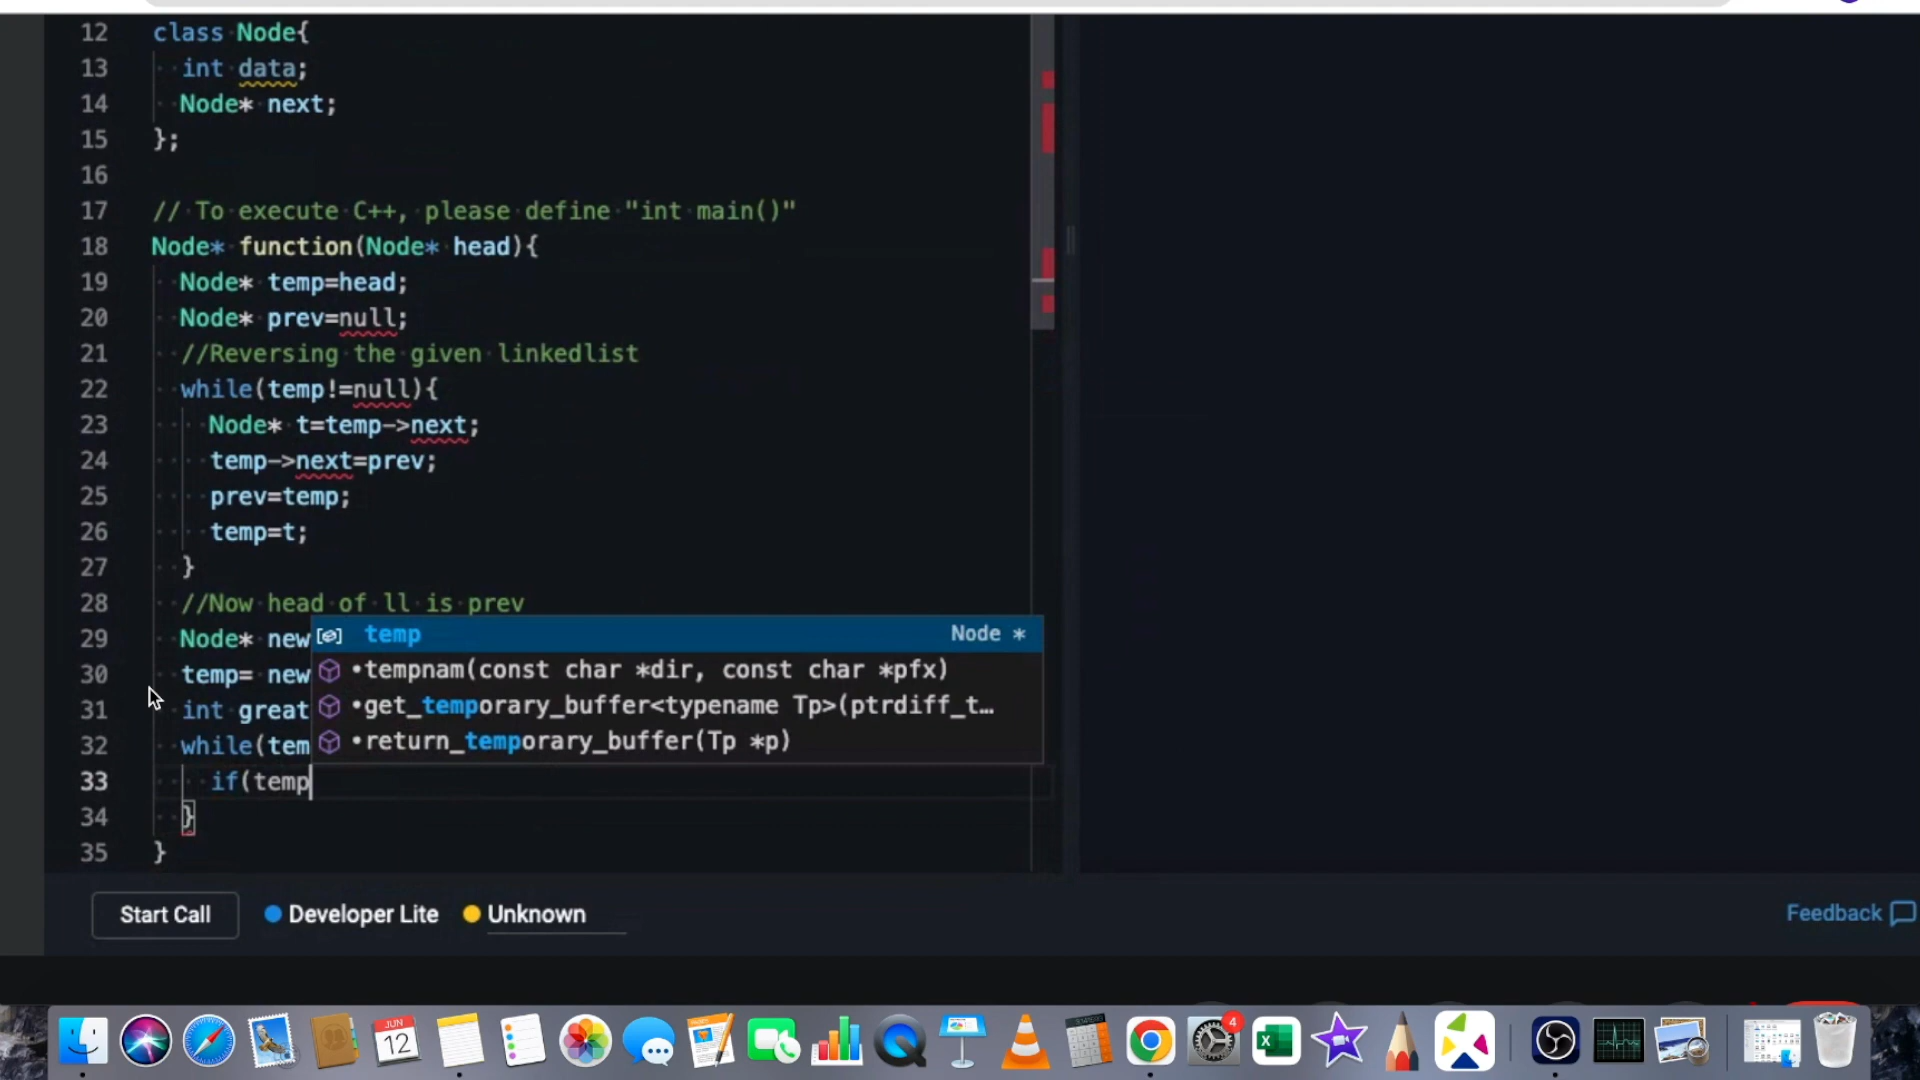 12 class Node{
13 int data;
14 Node* next;
15 };
16
17 // To execute C++, please define "int main()"
18 Node* function(Node* head){
19 Node* temp=head;
20 Node* prev=null;
21 //Reversing the given linkedlist
22 while(temp!=null){
23 Node* t=temp->next;
24 temp->next=prev;
25 prev=temp;
26 temp=t;
27 }
28 //Now head of ll is prev
29 Node* new
temp Node *
•tempnam(const char *dir, const char *pfx)
30 temp= new
•get_temporary_buffer<typename Tp>(ptrdiff_t…
31 int great
•return_temporary_buffer(Tp *p)
32 while(tem
33 if(temp
34 }
35 }
Start Call Developer Lite Unknown
Feedback
JUN
12
4